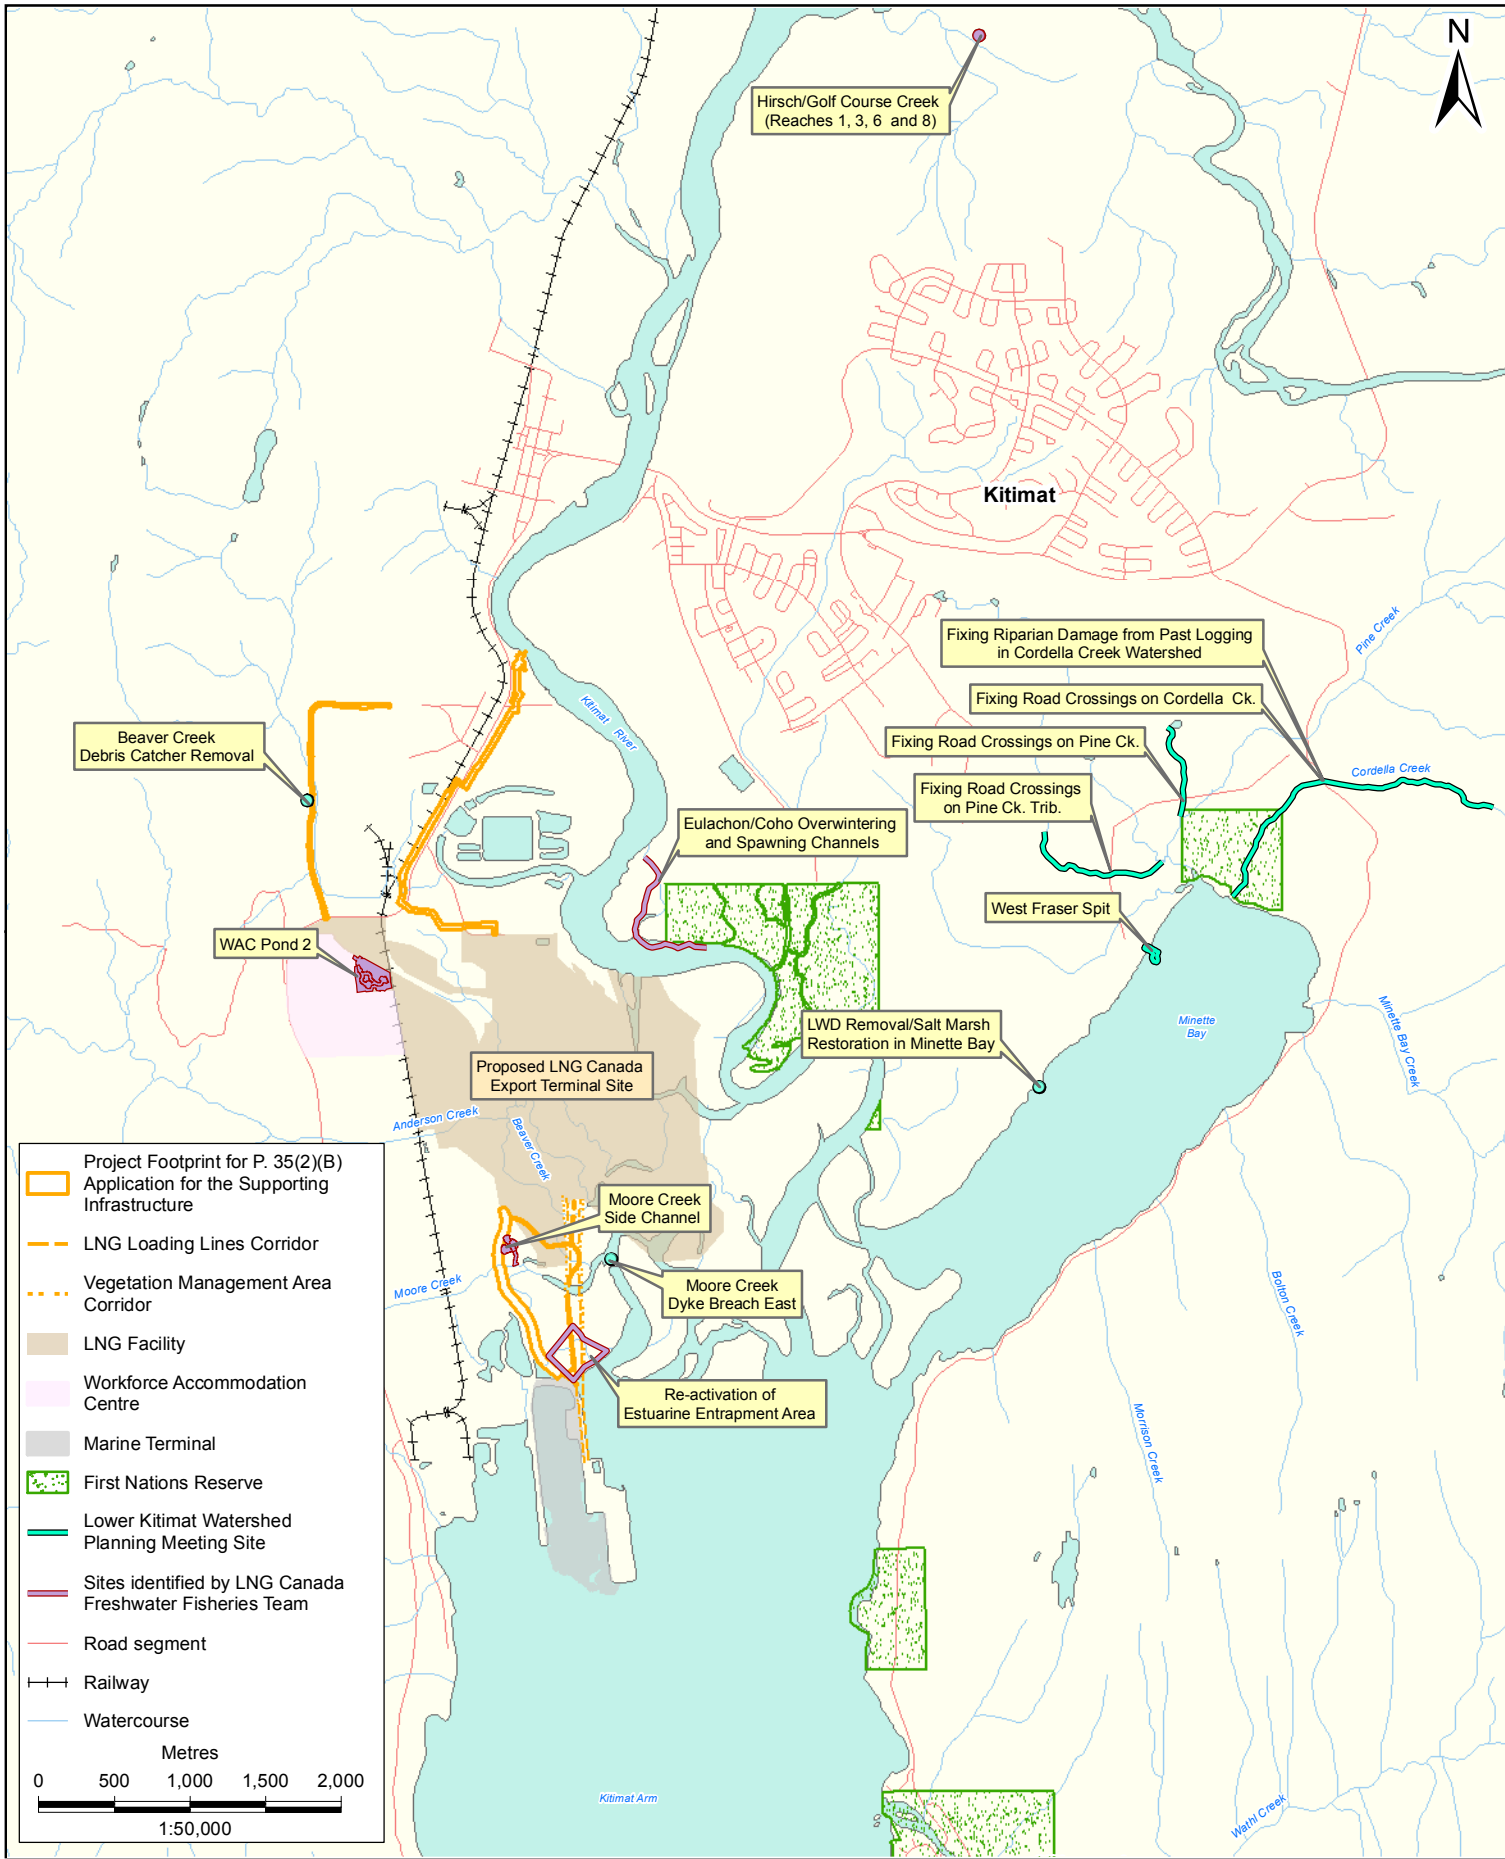 N
Hirsch/Golf Course Creek
(Reaches 1, 3, 6 and 8)
Kitimat
Pine Creek
Fixing Riparian Damage from Past Logging
in Cordella Creek Watershed
Fixing Road Crossings on Cordella Ck.
Kitimat River
Beaver Creek
Debris Catcher Removal
Fixing Road Crossings on Pine Ck.
Cordella Creek
Fixing Road Crossings
on Pine Ck. Trib.
Eulachon/Coho Overwintering
and Spawning Channels
West Fraser Spit
WAC Pond 2
LWD Removal/Salt Marsh
Restoration in Minette Bay
Minette
Bay
Minette Bay Creek
Proposed LNG Canada
Export Terminal Site
Anderson Creek
Beaver Creek
Moore Creek
Side Channel
Moore Creek
Moore Creek
Dyke Breach East
Bolton Creek
Re-activation of
Estuarine Entrapment Area
Morrison Creek
Kitimat Arm
Wathl Creek
Project Footprint for P. 35(2)(B)
Application for the Supporting
Infrastructure
LNG Loading Lines Corridor
Vegetation Management Area
Corridor
LNG Facility
Workforce Accommodation
Centre
Marine Terminal
First Nations Reserve
Lower Kitimat Watershed
Planning Meeting Site
Sites identified by LNG Canada
Freshwater Fisheries Team
Road segment
Railway
Watercourse
Metres
0 500 1,000 1,500 2,000
1:50,000